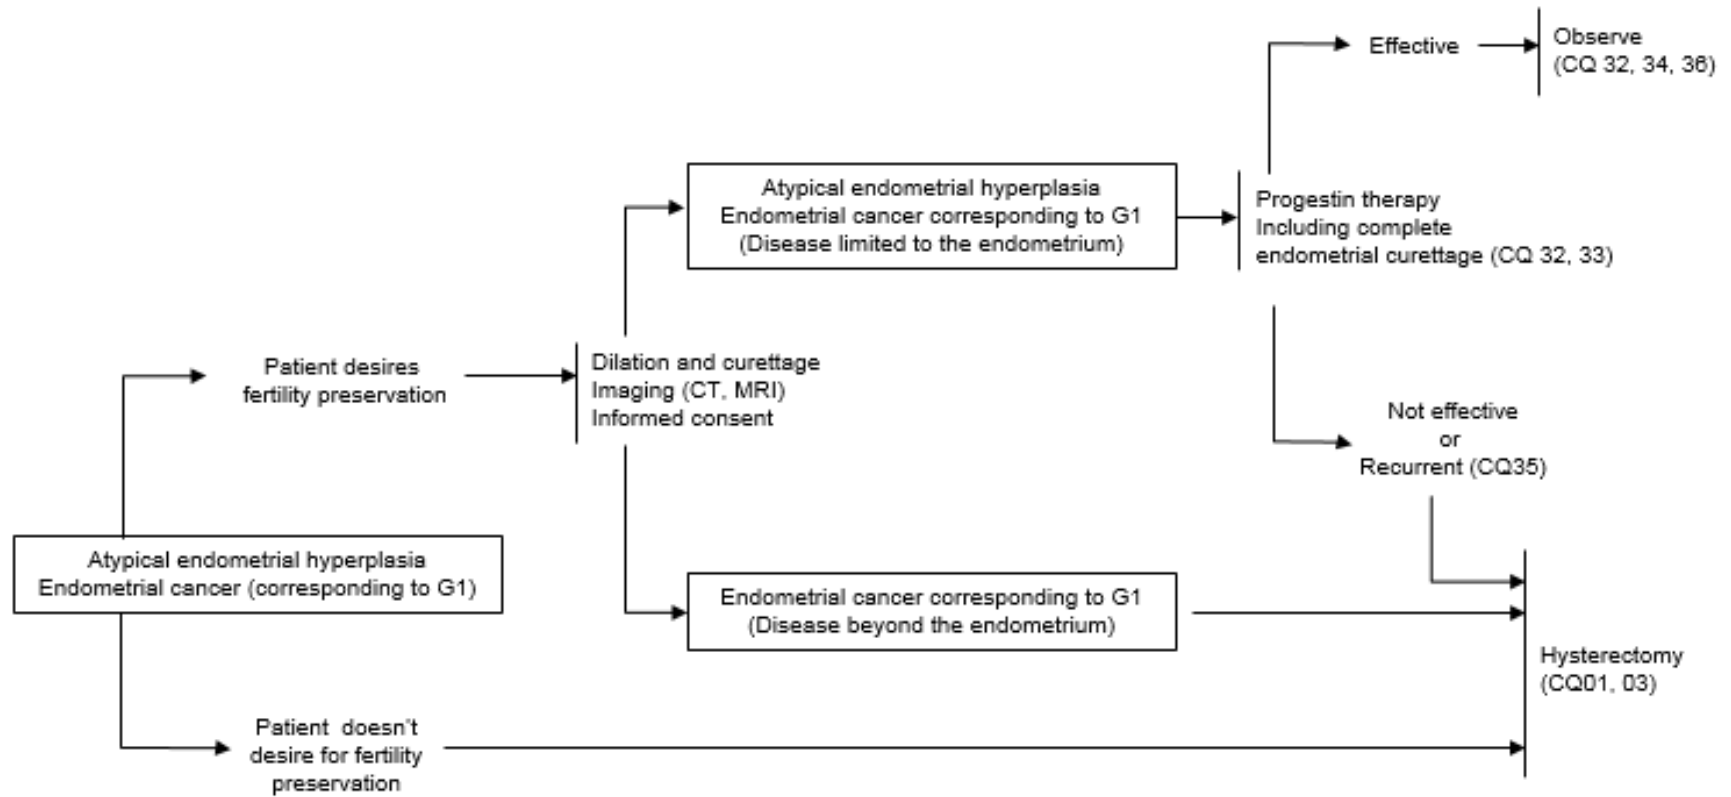 Effective
Observe
(CQ 32, 34, 36)
Atypical endometrial hyperplasia
Endometrial cancer corresponding to G1
(Disease limited to the endometrium)
Progestin therapy
Including complete
endometrial curettage (CQ 32, 33)
Patient desires
fertility preservation
Dilation and curettage
Imaging (CT, MRI)
Informed consent
Not effective
or
Recurrent (CQ35)
Atypical endometrial hyperplasia
Endometrial cancer (corresponding to G1)
Endometrial cancer corresponding to G1
(Disease beyond the endometrium)
Hysterectomy
(CQ01, 03)
Patient doesn't
desire for fertility
preservation